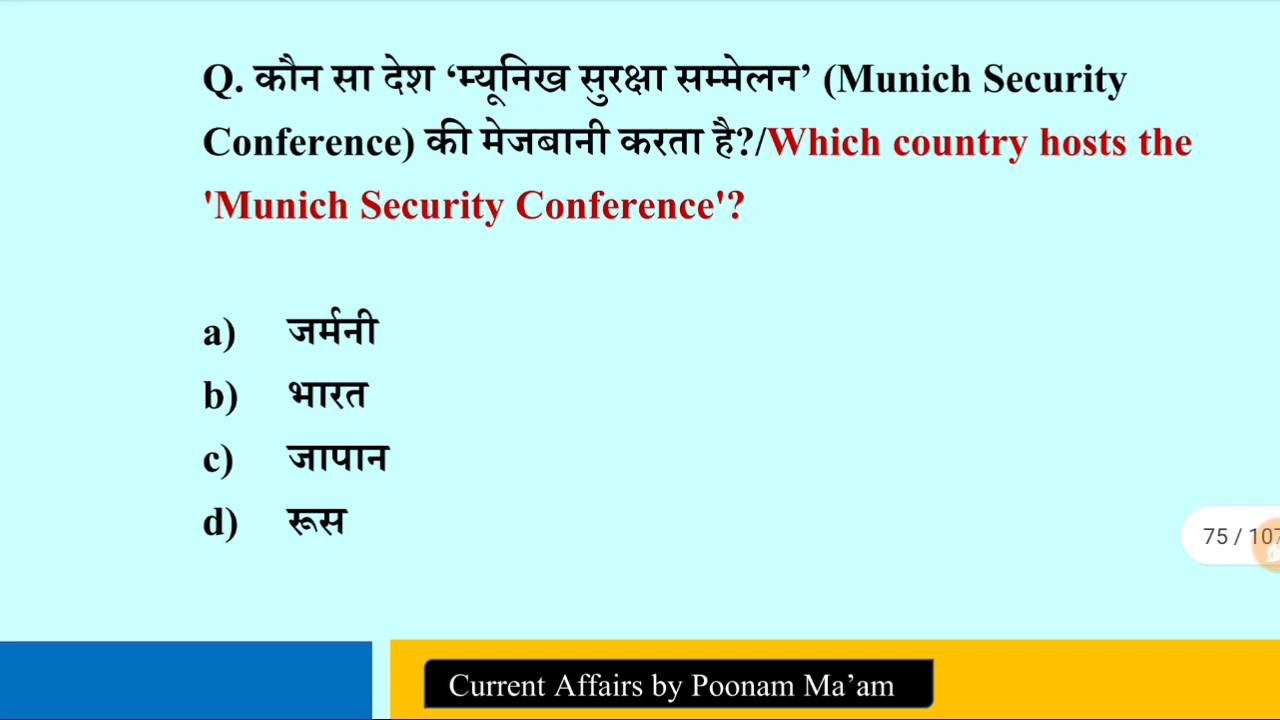 Q. कौन सा देश ‘म्यूनिख सुरक्षा सम्मेलन’ (Munich Security
Conference) की मेजबानी करता है?/Which country hosts the
'Munich Security Conference'?
a) जर्मनी
b) भारत
c) जापान
d) रूस
75 / 107
Current Affairs by Poonam Ma’am